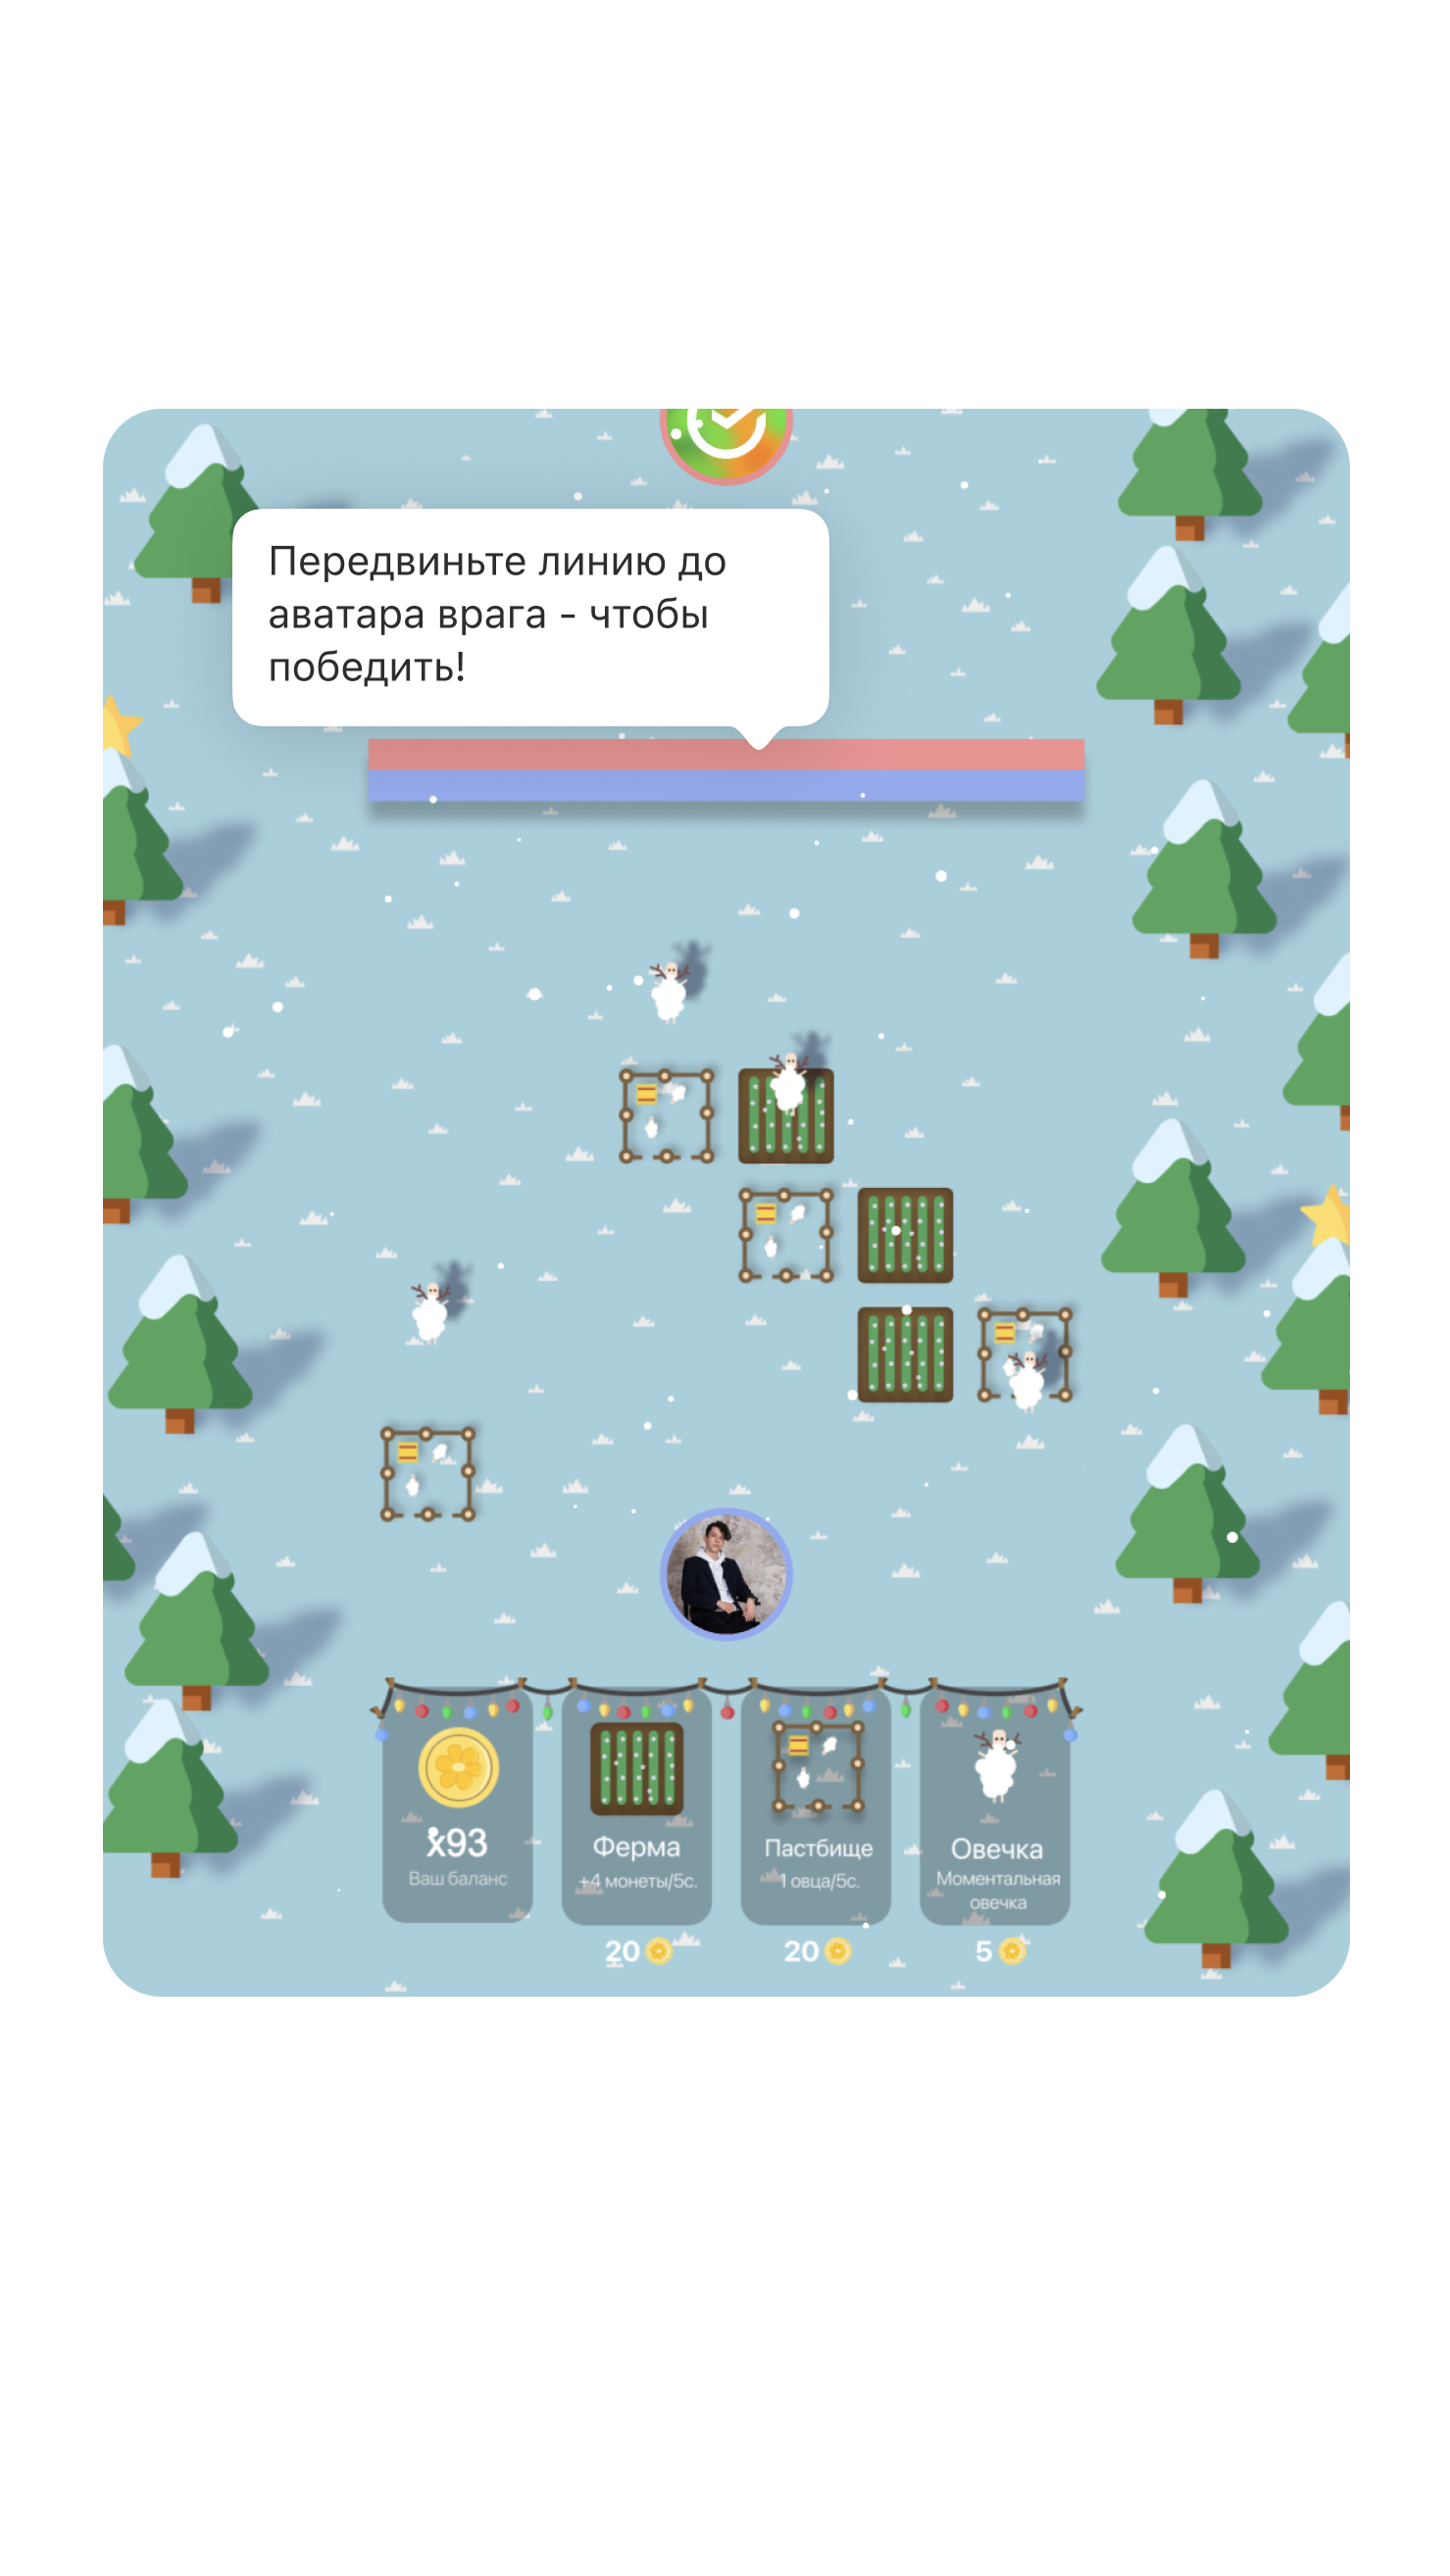 Передвиньте линию до
аватара врага - чтобы
победить!
x93
Ваш баланс
Ферма
+4 монеты/5с.
20
Пастбище
1 овца/5с.
20
Овечка
Моментальная
овечка
5